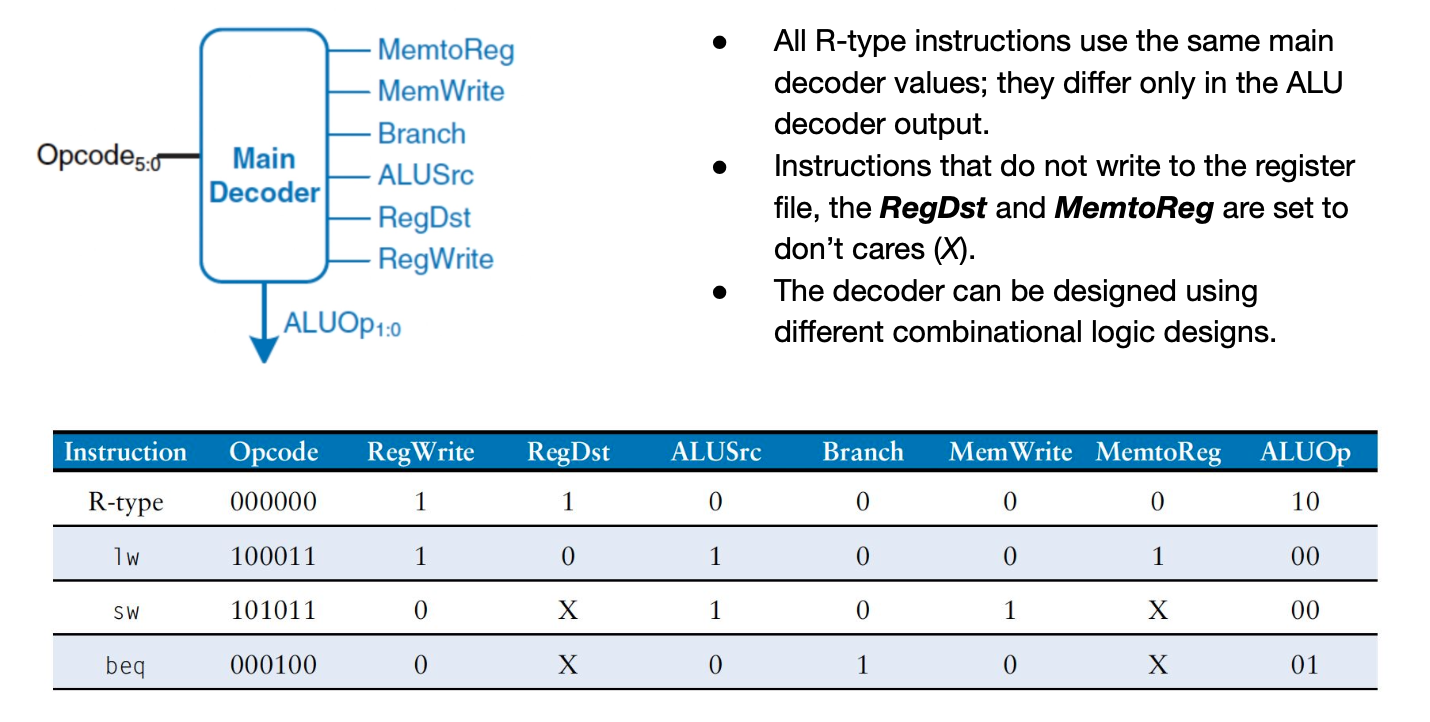 MemtoReg
MemWrite
Branch
ALUSrc
RegDst
RegWrite
Opcode5:0
Main
Decoder
ALUOp1:0
● All R-type instructions use the same main
decoder values; they differ only in the ALU
decoder output.
● Instructions that do not write to the register
file, the RegDst and MemtoReg are set to
don’t cares (X).
● The decoder can be designed using
different combinational logic designs.
Instruction Opcode RegWrite RegDst ALUSrc Branch MemWrite MemtoReg ALUOp
R-type 000000 1 1 0 0 0 0 10
lw 100011 1 0 1 0 0 1 00
sw 101011 0 X 1 0 1 X 00
beq 000100 0 X 0 1 0 X 01